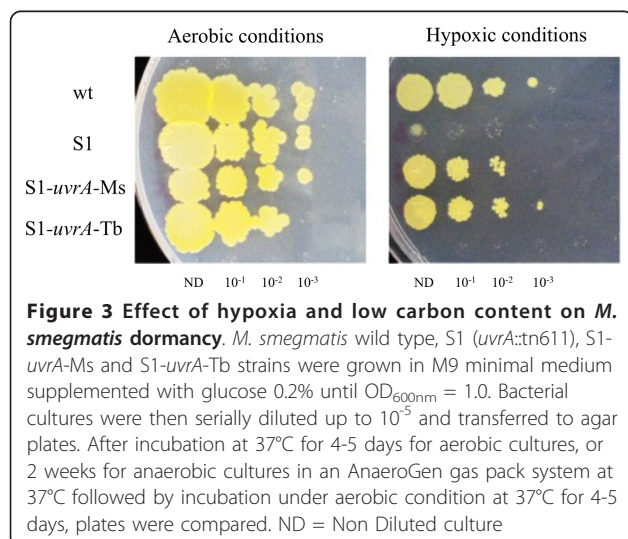 Aerobic conditions
Hypoxic conditions
wt
S1
S1-uvrA-Ms
S1-uvrA-Tb
ND 10⁻¹ 10⁻² 10⁻³
ND 10⁻¹ 10⁻² 10⁻³
Figure 3 Effect of hypoxia and low carbon content on M.
smegmatis dormancy. M. smegmatis wild type, S1 (uvrA::tn611), S1-
uvrA-Ms and S1-uvrA-Tb strains were grown in M9 minimal medium
supplemented with glucose 0.2% until OD600nm = 1.0. Bacterial
cultures were then serially diluted up to 10⁻⁵ and transferred to agar
plates. After incubation at 37°C for 4-5 days for aerobic cultures, or
2 weeks for anaerobic cultures in an AnaeroGen gas pack system at
37°C followed by incubation under aerobic condition at 37°C for 4-5
days, plates were compared. ND = Non Diluted culture